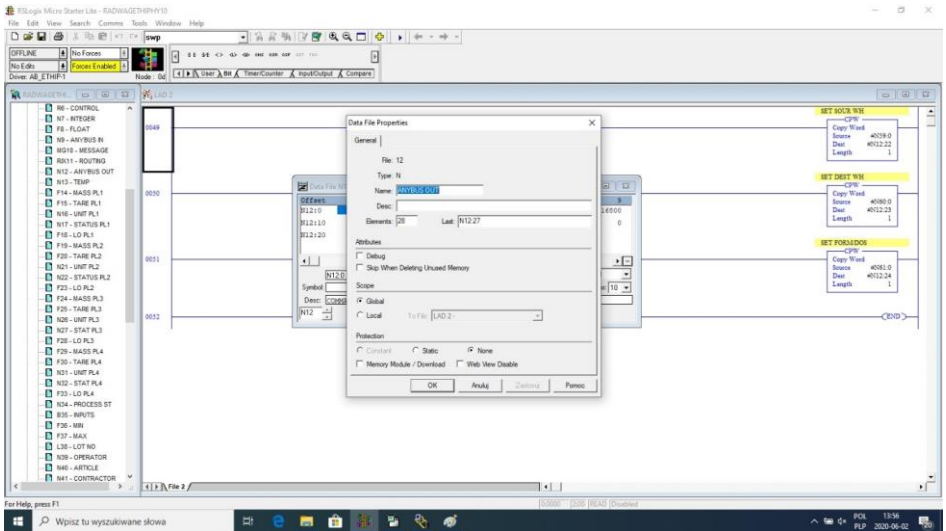 RSLogix Micro Starter Lite - RADWAGETHIPHY10
File Edit View Search Comms Tools Window Help
swp
OFFLINE No Forces
No Edits Forces Enabled
Driver: AB_ETHIP-1 Node : 0d
User Bit Timer/Counter Input/Output Compare
RADWAGETHI...
LAD 2
R6 - CONTROL
N7 - INTEGER
F8 - FLOAT
N9 - ANYBUS IN
MG10 - MESSAGE
RIX11 - ROUTING
N12 - ANYBUS OUT
N13 - TEMP
F14 - MASS PL1
F15 - TARE PL1
N16 - UNIT PL1
N17 - STATUS PL1
F18 - LO PL1
F19 - MASS PL2
F20 - TARE PL2
N21 - UNIT PL2
N22 - STATUS PL2
F23 - LO PL2
F24 - MASS PL3
F25 - TARE PL3
N26 - UNIT PL3
N27 - STAT PL3
F28 - LO PL3
F29 - MASS PL4
F30 - TARE PL4
N31 - UNIT PL4
N32 - STAT PL4
F33 - LO PL4
N34 - PROCESS ST
B35 - INPUTS
F36 - MIN
F37 - MAX
L38 - LOT NO
N39 - OPERATOR
N40 - ARTICLE
N41 - CONTRACTOR
0049
0050
0051
0052
Data File N1
Offset
N12:0
N12:10
N12:20
9
16800
0
N12:0
Symbol:
Desc: COMMA
N12
10
Data File Properties
General
File: 12
Type: N
Name: ANYBUS OUT
Desc:
Elements: 28 Last: N12:27
Attributes
Debug
Skip When Deleting Unused Memory
Scope
Global
Local To File: LAD 2 -
Protection
Constant Static None
Memory Module / Download Web View Disable
OK Anuluj Zastosuj Pomoc
SET SOUR WH
CPW
Copy Word
Source #N59:0
Dest #N12:22
Length 1
SET DEST WH
CPW
Copy Word
Source #N60:0
Dest #N12:23
Length 1
SET FORM/DOS
CPW
Copy Word
Source #N61:0
Dest #N12:24
Length 1
END
File 2
For Help, press F1
0:0000 2:00 READ Disabled
Wpisz tu wyszukiwane słowa
POL
PLP
13:56
2020-06-02